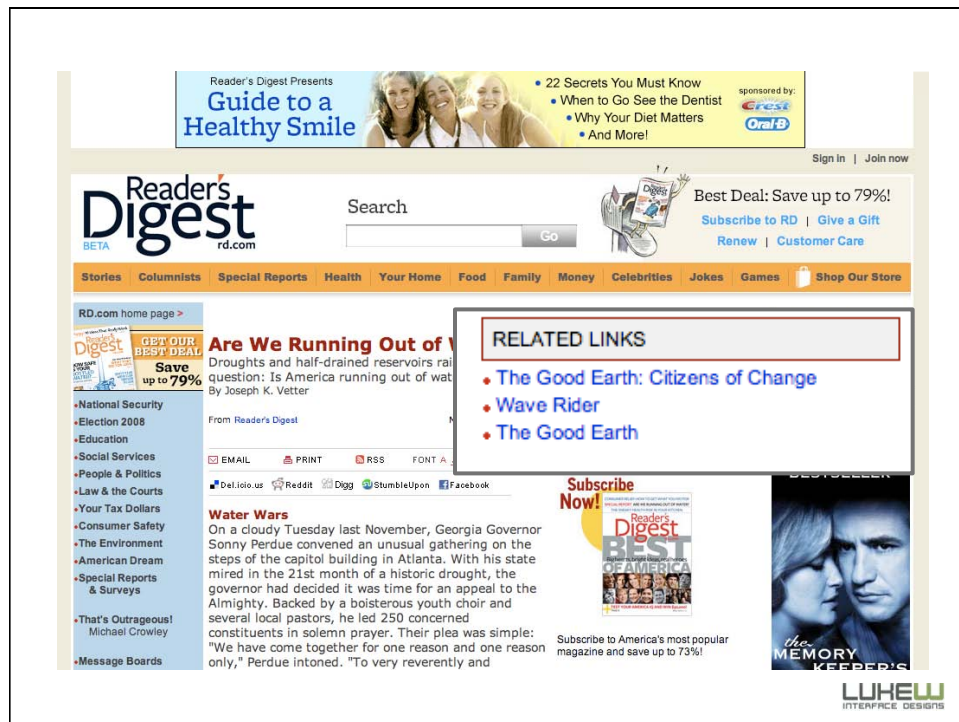 Reader's Digest Presents
Guide to a
Healthy Smile
• 22 Secrets You Must Know
• When to Go See the Dentist
• Why Your Diet Matters
• And More!
sponsored by:
Crest
Oral-B
Sign in | Join now
Reader's
Digest
BETA
rd.com
Search
Go
Best Deal: Save up to 79%!
Subscribe to RD | Give a Gift
Renew | Customer Care
Stories Columnists Special Reports Health Your Home Food Family Money Celebrities Jokes Games Shop Our Store
RD.com home page >
GET OUR
BEST DEAL
Save
up to 79%
•National Security
•Election 2008
•Education
•Social Services
•People & Politics
•Law & the Courts
•Your Tax Dollars
•Consumer Safety
•The Environment
•American Dream
•Special Reports
& Surveys
•That's Outrageous!
Michael Crowley
•Message Boards
Are We Running Out of
Droughts and half-drained reservoirs rai
question: Is America running out of wat
By Joseph K. Vetter
From Reader's Digest
EMAIL PRINT RSS FONT A
Del.icio.us Reddit Digg StumbleUpon Facebook
Water Wars
On a cloudy Tuesday last November, Georgia Governor
Sonny Perdue convened an unusual gathering on the
steps of the capitol building in Atlanta. With his state
mired in the 21st month of a historic drought, the
governor had decided it was time for an appeal to the
Almighty. Backed by a boisterous youth choir and
several local pastors, he led 250 concerned
constituents in solemn prayer. Their plea was simple:
"We have come together for one reason and one reason
only," Perdue intoned. "To very reverently and
RELATED LINKS
• The Good Earth: Citizens of Change
• Wave Rider
• The Good Earth
Subscribe
Now!
Reader's
Digest
BEST
OF AMERICA
Subscribe to America's most popular
magazine and save up to 73%!
BESTSELLER
the
MEMORY
KEEPER'S
LUKEW
INTERFACE DESIGNS